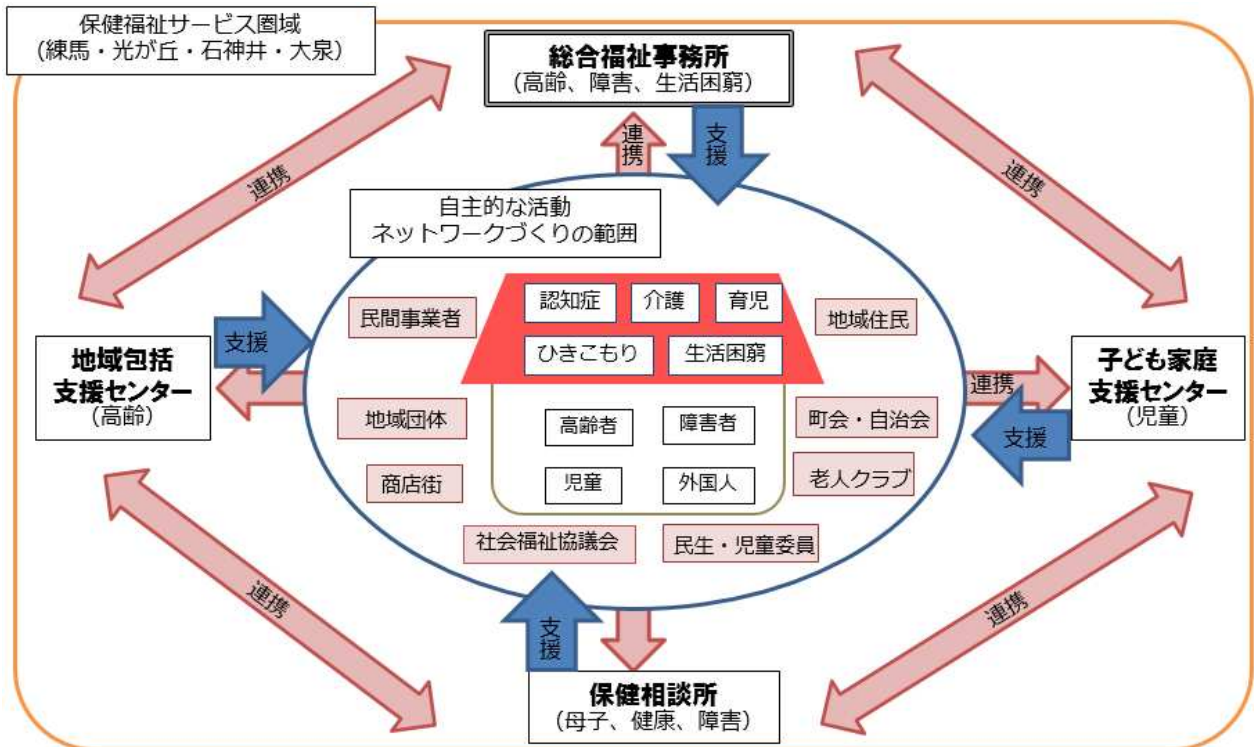 保健福祉サービス圏域
(練馬・光が丘・石神井・大泉)
総合福祉事務所
(高齢、障害、生活困窮)
連携
支援
連携
連携
自主的な活動
ネットワークづくりの範囲
認知症
介護
育児
ひきこもり
生活困窮
民間事業者
地域住民
地域包括
支援センター
(高齢)
支援
連携
支援
子ども家庭
支援センター
(児童)
地域団体
高齢者
障害者
町会・自治会
商店街
児童
外国人
老人クラブ
社会福祉協議会
民生・児童委員
連携
支援
連携
保健相談所
(母子、健康、障害)